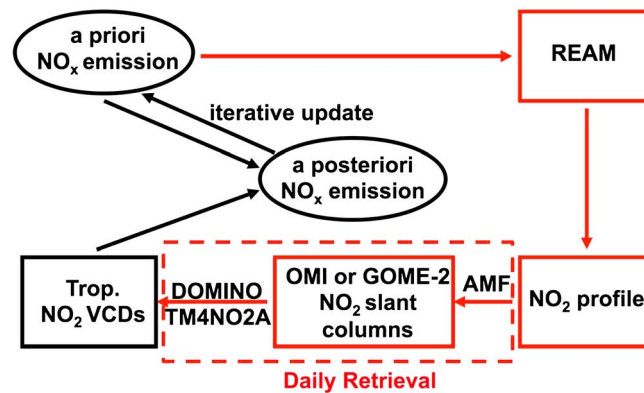 a priori
NOₓ emission
REAM
iterative update
a posteriori
NOₓ emission
Trop.
NO₂ VCDs
DOMINO
TM4NO2A
OMI or GOME-2
NO₂ slant
columns
AMF
NO₂ profile
Daily Retrieval